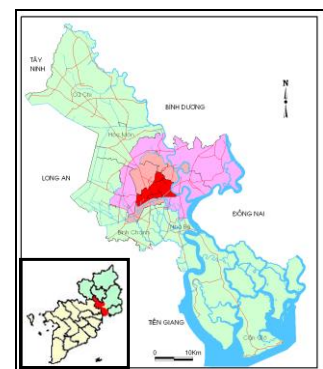 TÂY
NINH
Củ Chi
BÌNH DƯƠNG
N
Hóc Môn
LONG AN
ĐỒNG NAI
Bình Chánh
Nhà Bè
TIỀN GIANG
Cần Giờ
0 10Km